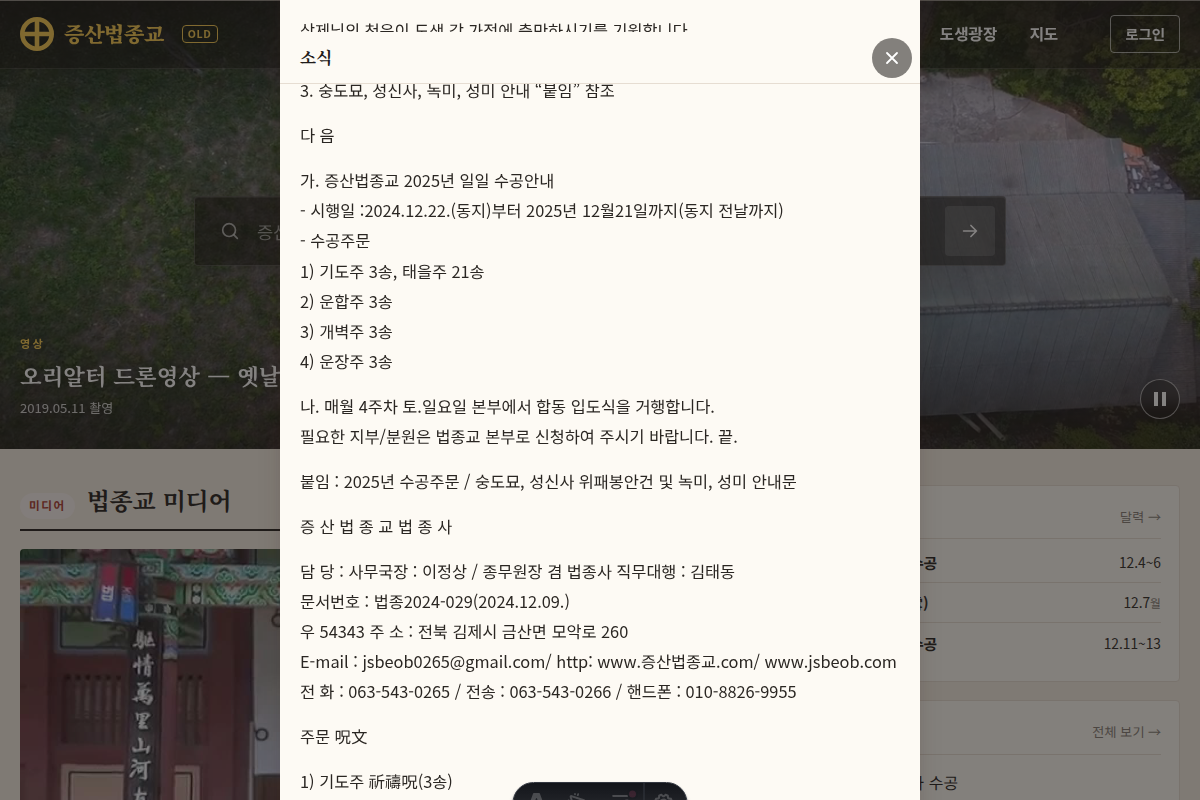 증산법종교 OLD
도생광장 지도 로그인
소식
3. 숭도묘, 성신사, 녹미, 성미 안내 “붙임” 참조
다 음
가. 증산법종교 2025년 일일 수공안내
- 시행일 :2024.12.22.(동지)부터 2025년 12월21일까지(동지 전날까지)
- 수공주문
1) 기도주 3송, 태을주 21송
2) 운합주 3송
3) 개벽주 3송
4) 운장주 3송
나. 매월 4주차 토.일요일 본부에서 합동 입도식을 거행합니다.
필요한 지부/분원은 법종교 본부로 신청하여 주시기 바랍니다. 끝.
붙임 : 2025년 수공주문 / 숭도묘, 성신사 위패봉안건 및 녹미, 성미 안내문
증 산 법 종 교 법 종 사
담 당 : 사무국장 : 이정상 / 종무원장 겸 법종사 직무대행 : 김태동
문서번호 : 법종2024-029(2024.12.09.)
우 54343 주 소 : 전북 김제시 금산면 모악로 260
E-mail : jsbeob0265@gmail.com/ http: www.증산법종교.com/ www.jsbeob.com
전 화 : 063-543-0265 / 전송 : 063-543-0266 / 핸드폰 : 010-8826-9955
주문 呪文
1) 기도주 祈禱呪(3송)
영상
오리알터 드론영상 — 옛날
2019.05.11 촬영
미디어 법종교 미디어
驅情萬里山河
달력 →
12.4~6
12.7월
12.11~13
전체 보기 →
수공